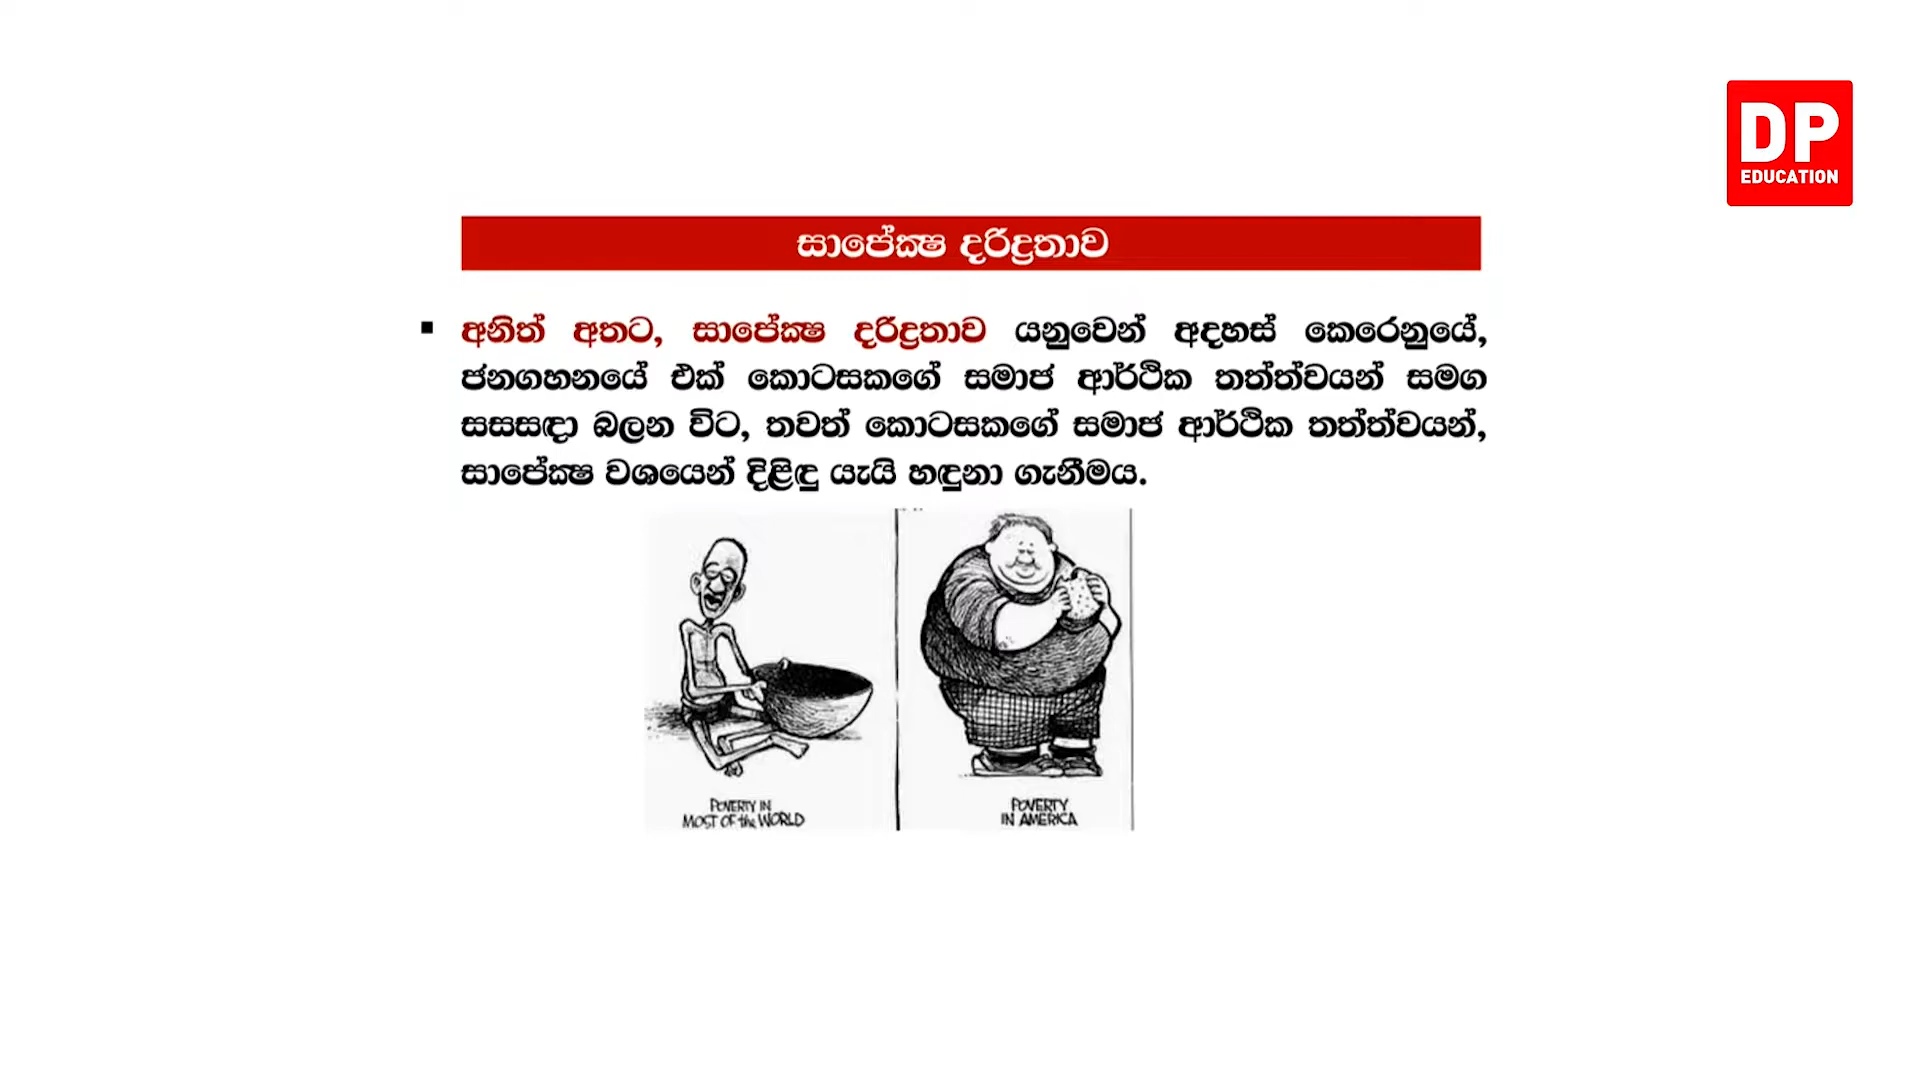 DP
EDUCATION
සාපේක්‍ෂ දරිද්‍රතාව
▪ අනිත් අතට, සාපේක්‍ෂ දරිද්‍රතාව යනුවෙන් අදහස් කෙරෙනුයේ,
ජනගහනයේ එක් කොටසකගේ සමාජ ආර්ථික තත්ත්වයන් සමග
සසසඳා බලන විට, තවත් කොටසකගේ සමාජ ආර්ථික තත්ත්වයන්,
සාපේක්‍ෂ වශයෙන් දිළිඳු යැයි හඳුනා ගැනීමය.
POVERTY IN
MOST OF the WORLD
POVERTY
IN AMERICA